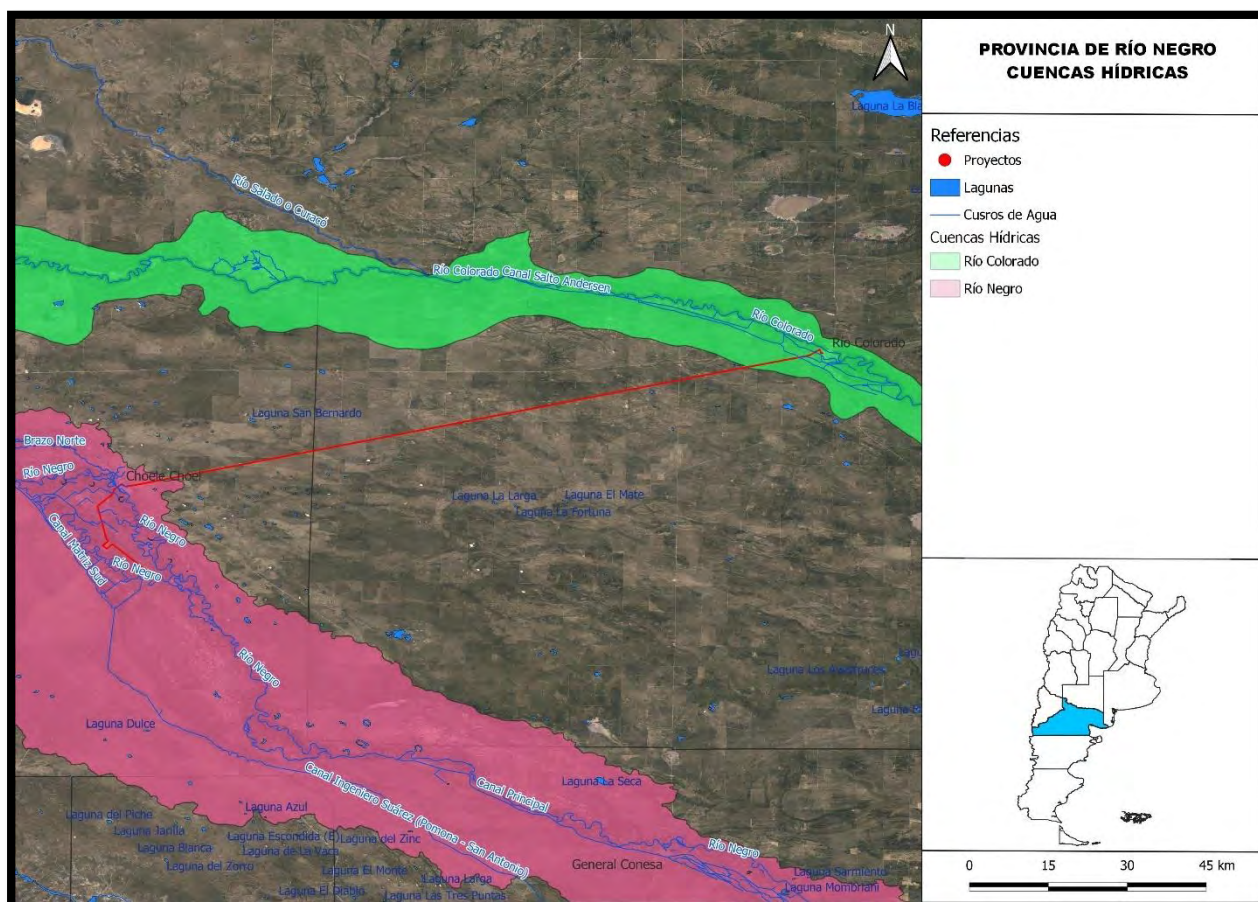 PROVINCIA DE RÍO NEGRO
CUENCAS HÍDRICAS
Referencias
Proyectos
Lagunas
Cusros de Agua
Cuencas Hídricas
Río Colorado
Río Negro
0 15 30 45 km
N
Laguna La Bla
Río Salado o Curacó
Río Colorado Canal Salto Andersen
Río Colorado
Río Colorado
Laguna San Bernardo
Brazo Norte
Río Negro
Choele Choel
Río Negro
Canal Matriz Sud
Río Negro
Laguna La Larga
Laguna El Mate
Laguna La Fortuna
Río Negro
Laguna Dulce
Canal Ingeniero Suárez (Pomona - San Antonio)
Canal Principal
Laguna La Seca
Río Negro
General Conesa
Laguna Azul
Laguna del Piche
Laguna Jarilla
Laguna Blanca
Laguna del Zorro
Laguna Escondida (E)
Laguna del Zinc
Laguna de La Vaca
Laguna El Monte
Laguna El Diablo
Laguna Larga
Laguna Las Tres Puntas
Laguna Sarmiento
Laguna